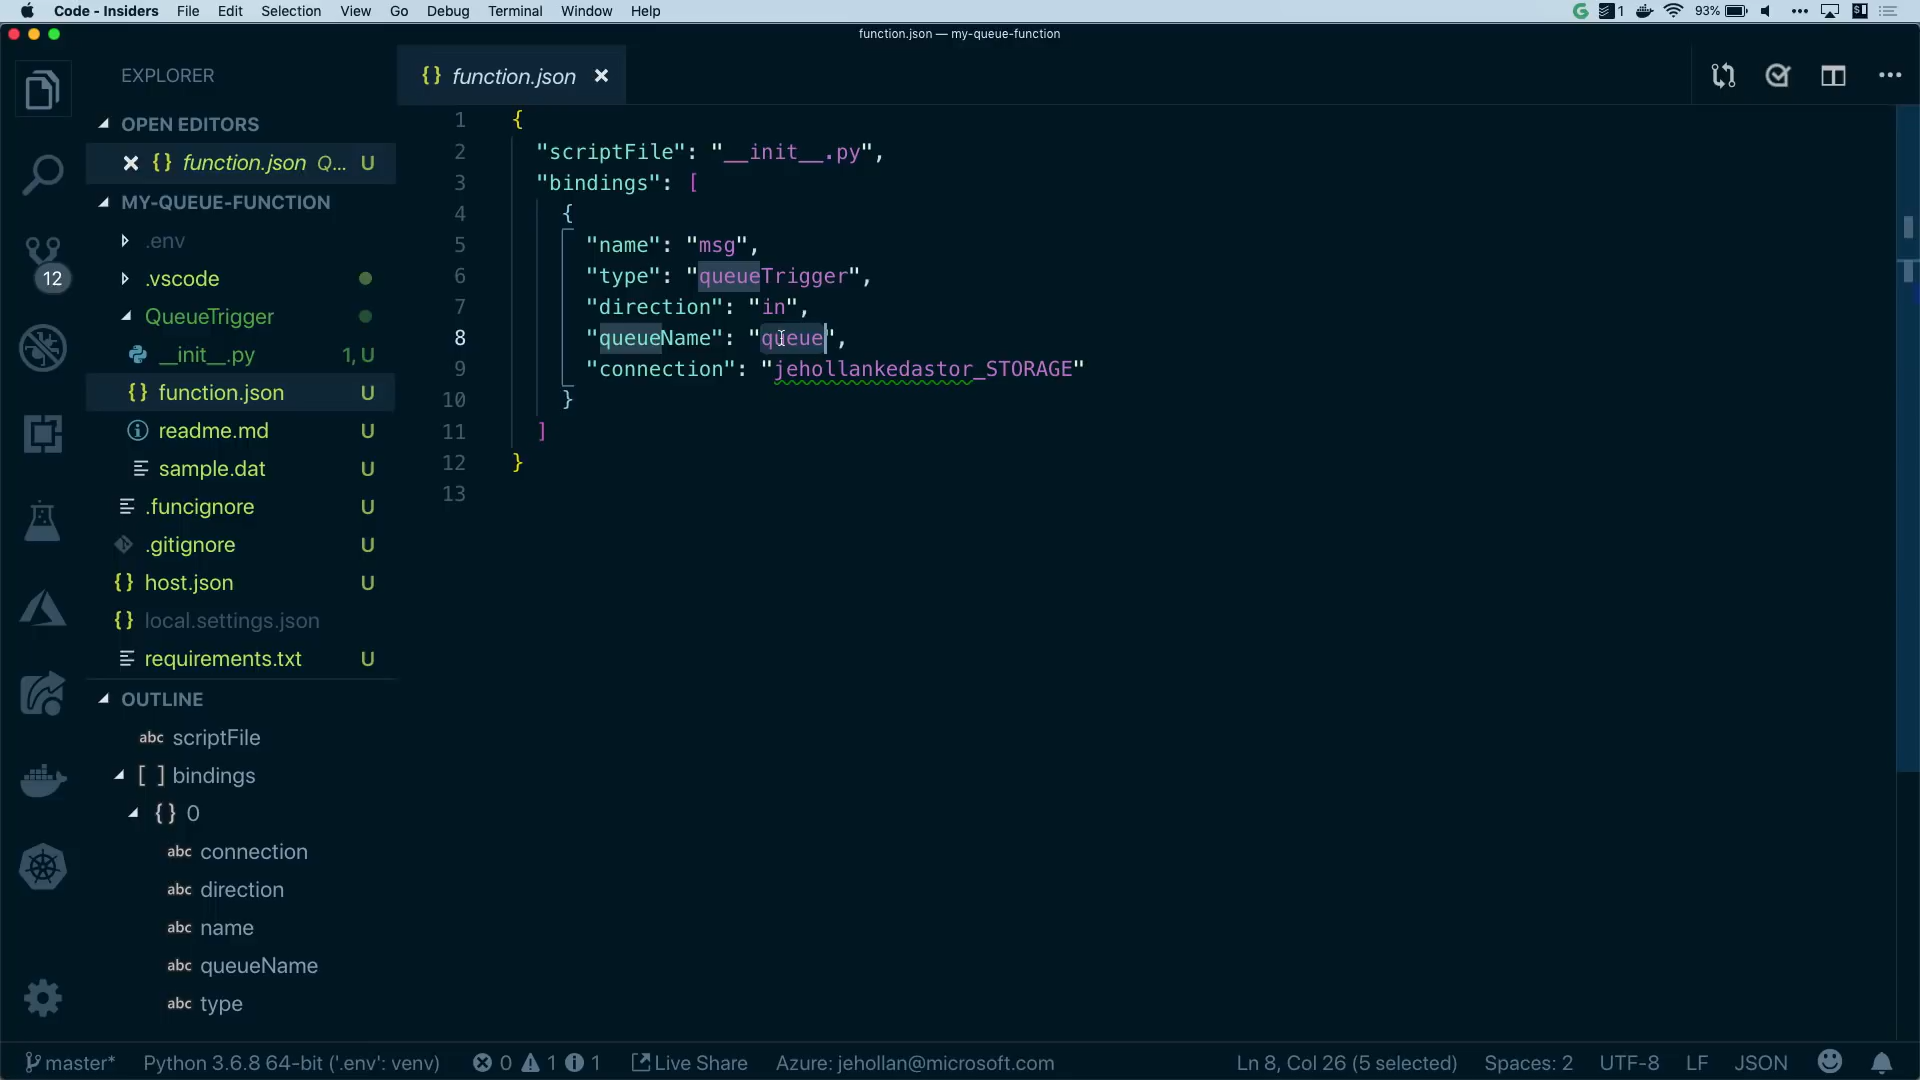 Code - Insiders File Edit Selection View Go Debug Terminal Window Help 1 93%
function.json — my-queue-function
EXPLORER
OPEN EDITORS
function.json Q... U
MY-QUEUE-FUNCTION
.env
.vscode
QueueTrigger
__init__.py 1, U
function.json U
readme.md U
sample.dat U
.funcignore U
.gitignore U
host.json U
local.settings.json
requirements.txt U
OUTLINE
abc scriptFile
[ ] bindings
{} 0
abc connection
abc direction
abc name
abc queueName
abc type
12
{} function.json
1 {
2 "scriptFile": "__init__.py",
3 "bindings": [
4 {
5 "name": "msg",
6 "type": "queueTrigger",
7 "direction": "in",
8 "queueName": "queue",
9 "connection": "jehollankedastor_STORAGE"
10 }
11 ]
12 }
13
master* Python 3.6.8 64-bit ('.env': venv) 0 1 1 Live Share Azure: jehollan@microsoft.com Ln 8, Col 26 (5 selected) Spaces: 2 UTF-8 LF JSON